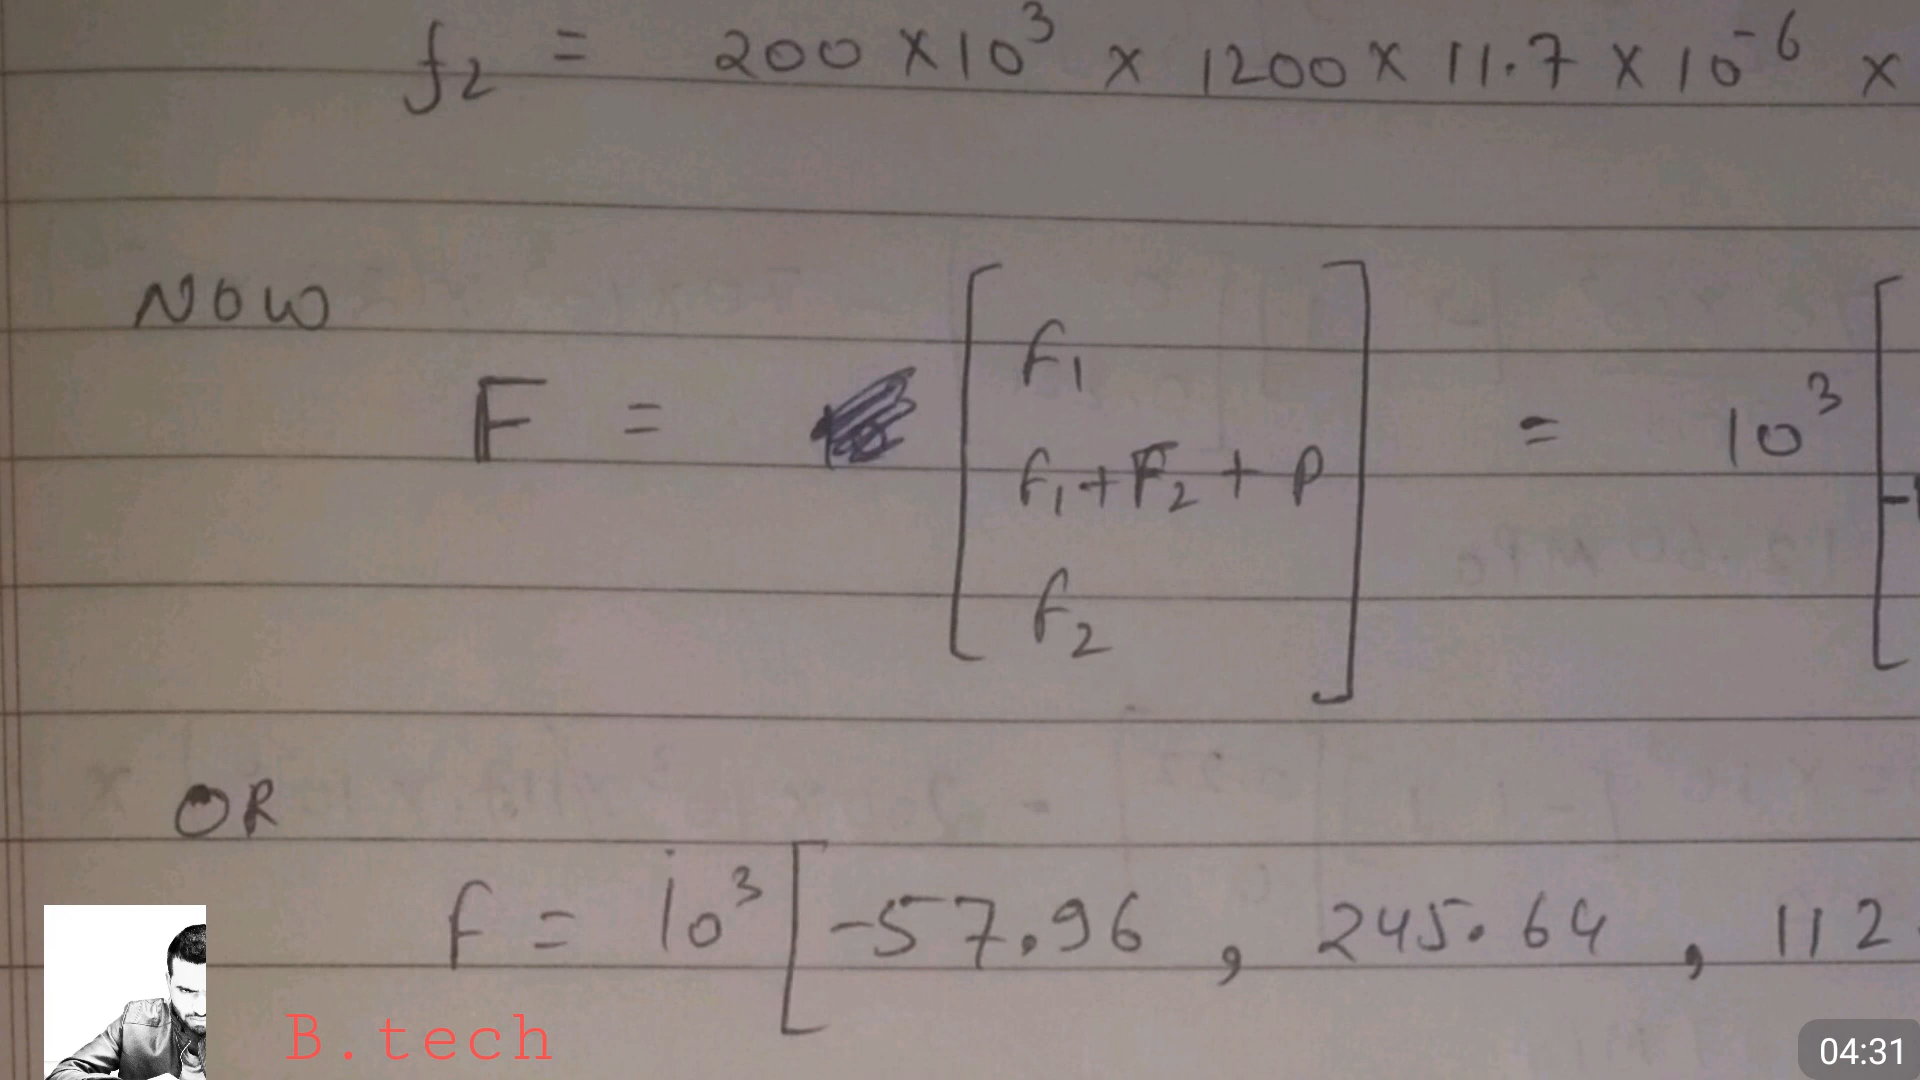 f2 = 200 × 10³ × 1200 × 11.7 × 10⁻⁶ ×
NOW
F = [ f1 = 10³ [
f1 + F2 + P
f2 ]
OR
f = 10³ [ -57.96 , 245.64 , 112
B.tech
04:31